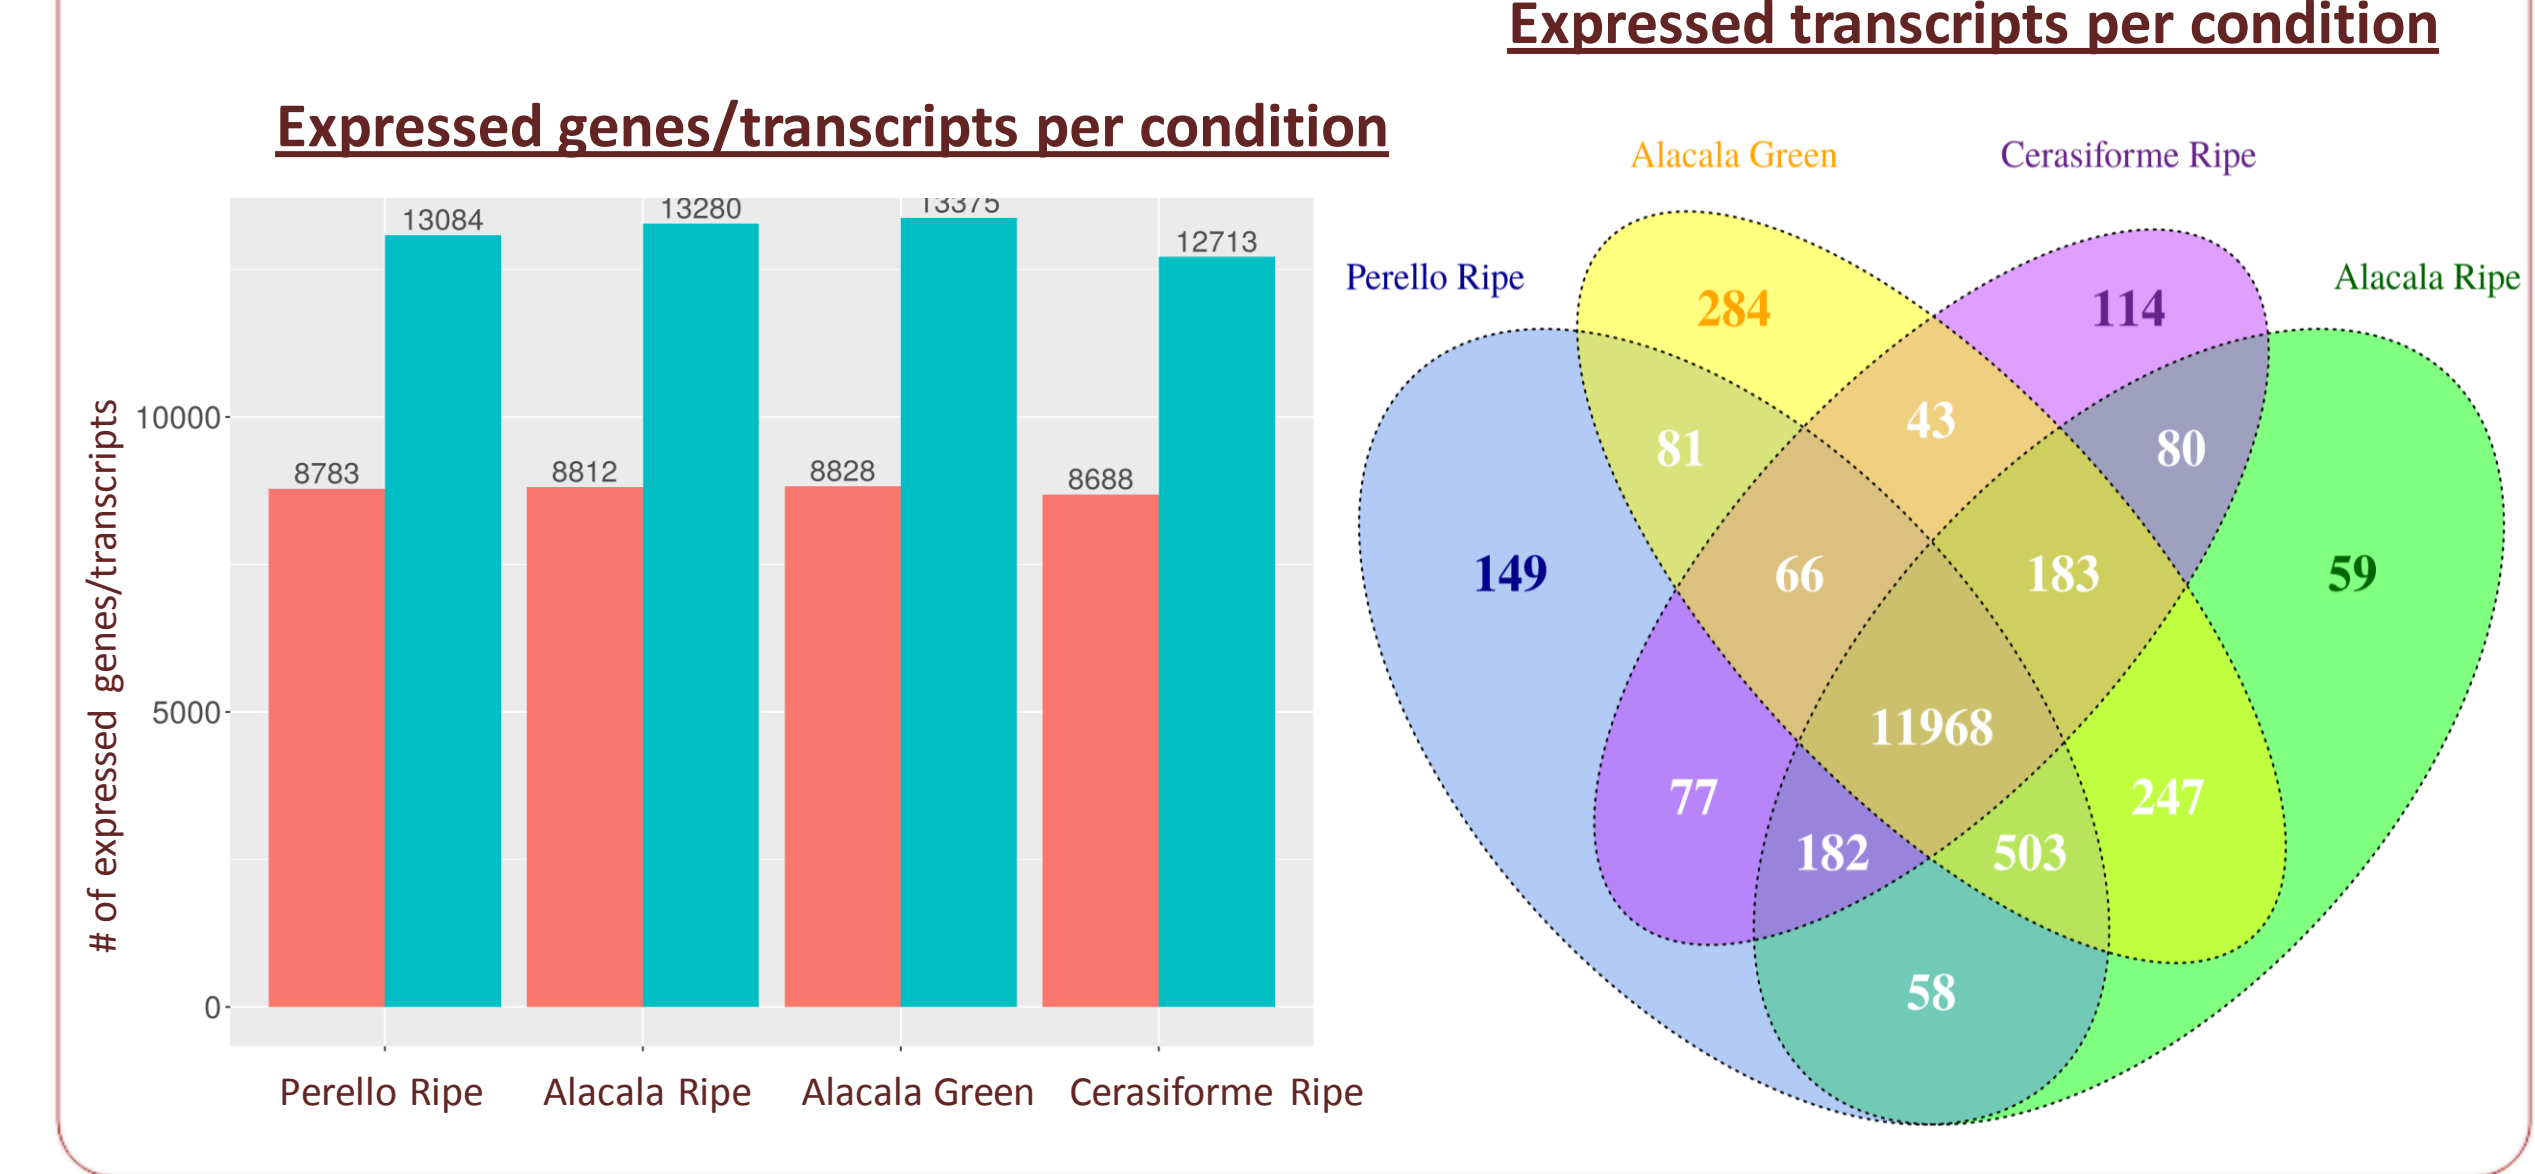 Expressed transcripts per condition
Expressed genes/transcripts per condition
# of expressed genes/transcripts
10000
5000
0
13084
13280
13375
12713
8783
8812
8828
8688
Perello Ripe
Alacala Ripe
Alacala Green
Cerasiforme Ripe
Alacala Green
Cerasiforme Ripe
Perello Ripe
Alacala Ripe
284
114
43
81
80
149
66
183
59
11968
77
247
182
503
58